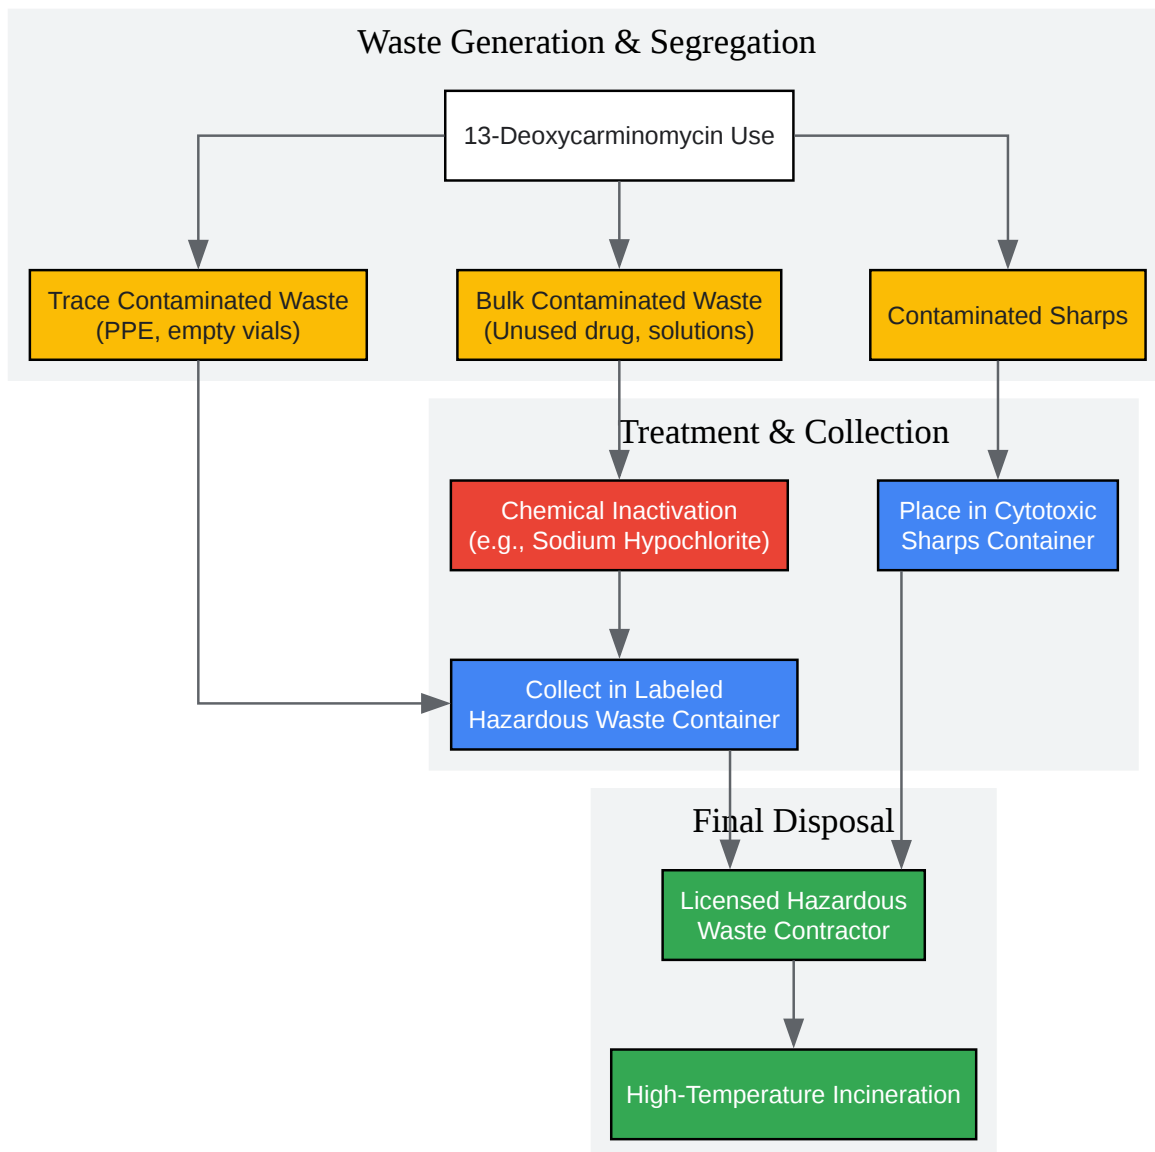 Waste Generation & Segregation
13-Deoxycarminomycin Use
Trace Contaminated Waste
(PPE, empty vials)
Bulk Contaminated Waste
(Unused drug, solutions)
Contaminated Sharps
Treatment & Collection
Chemical Inactivation
(e.g., Sodium Hypochlorite)
Place in Cytotoxic
Sharps Container
Collect in Labeled
Hazardous Waste Container
Final Disposal
Licensed Hazardous
Waste Contractor
High-Temperature Incineration